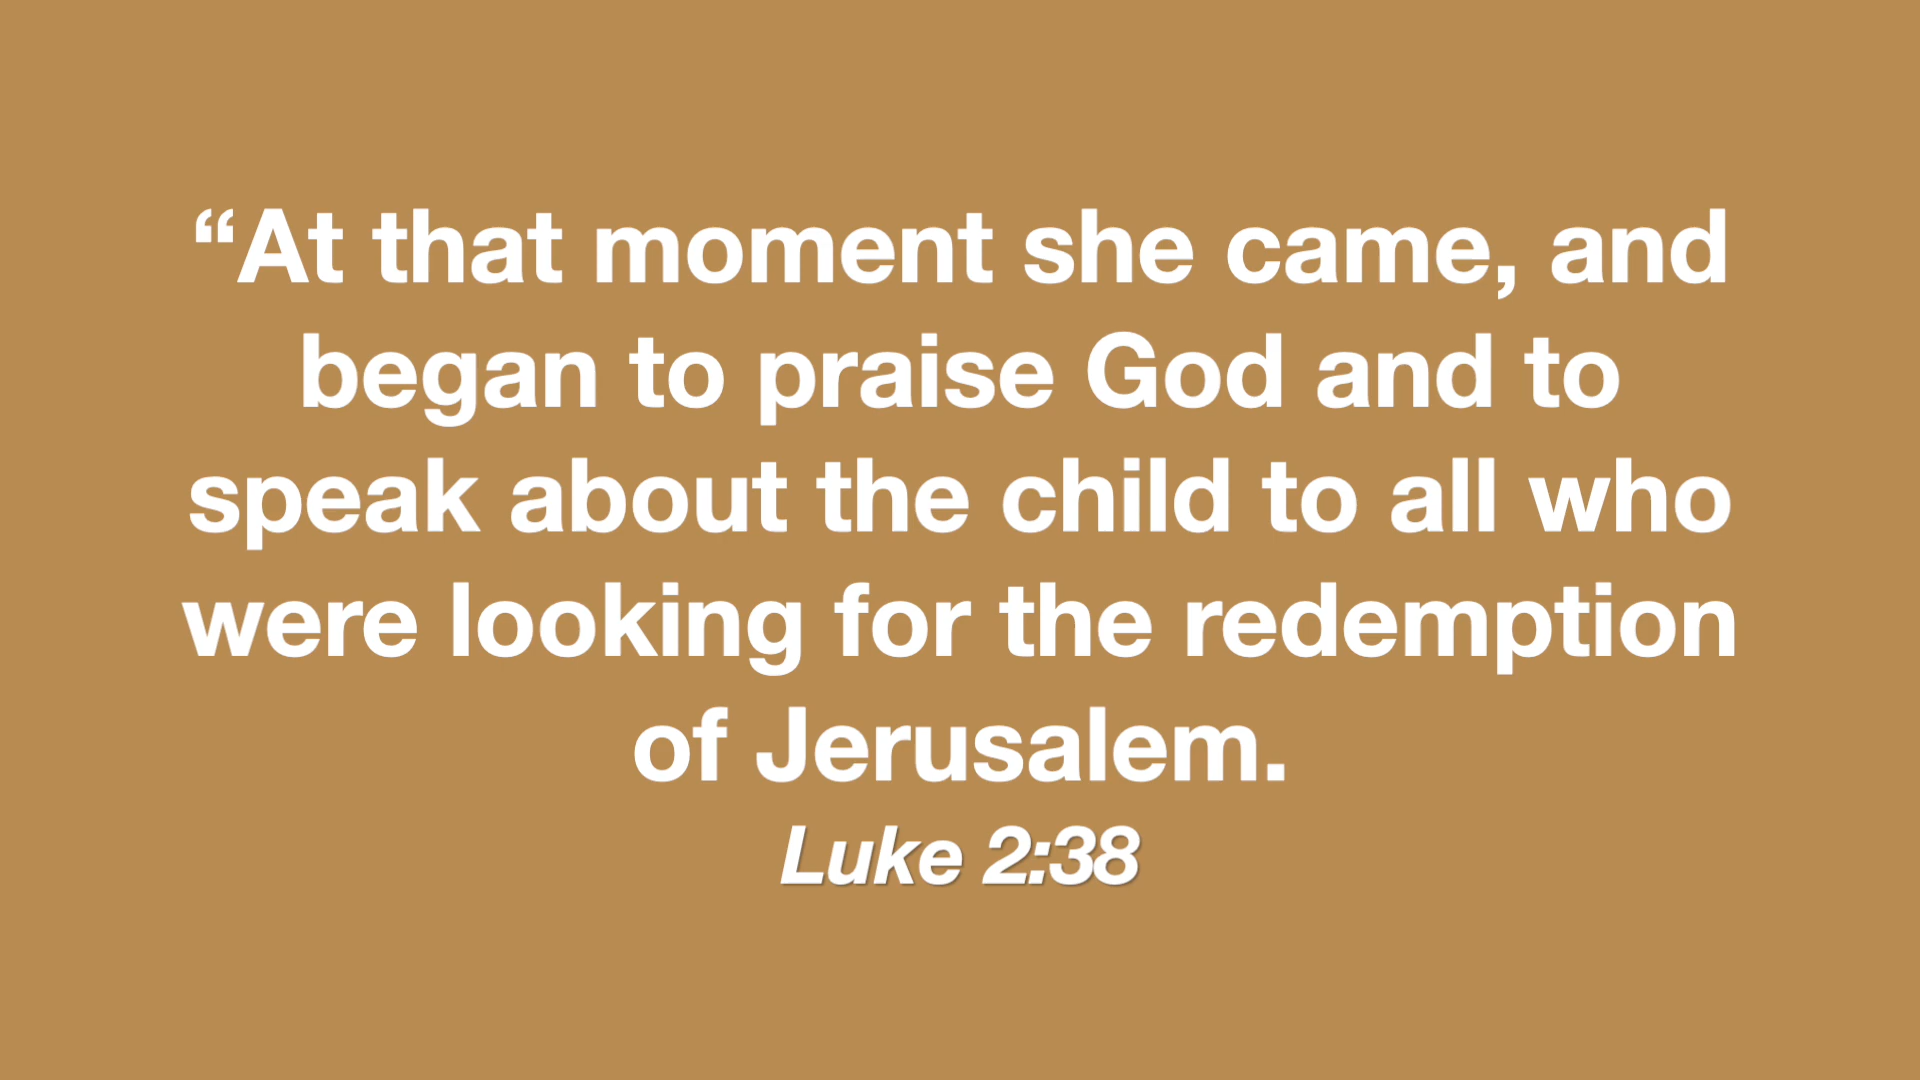 “At that moment she came, and
began to praise God and to
speak about the child to all who
were looking for the redemption
of Jerusalem.
Luke 2:38